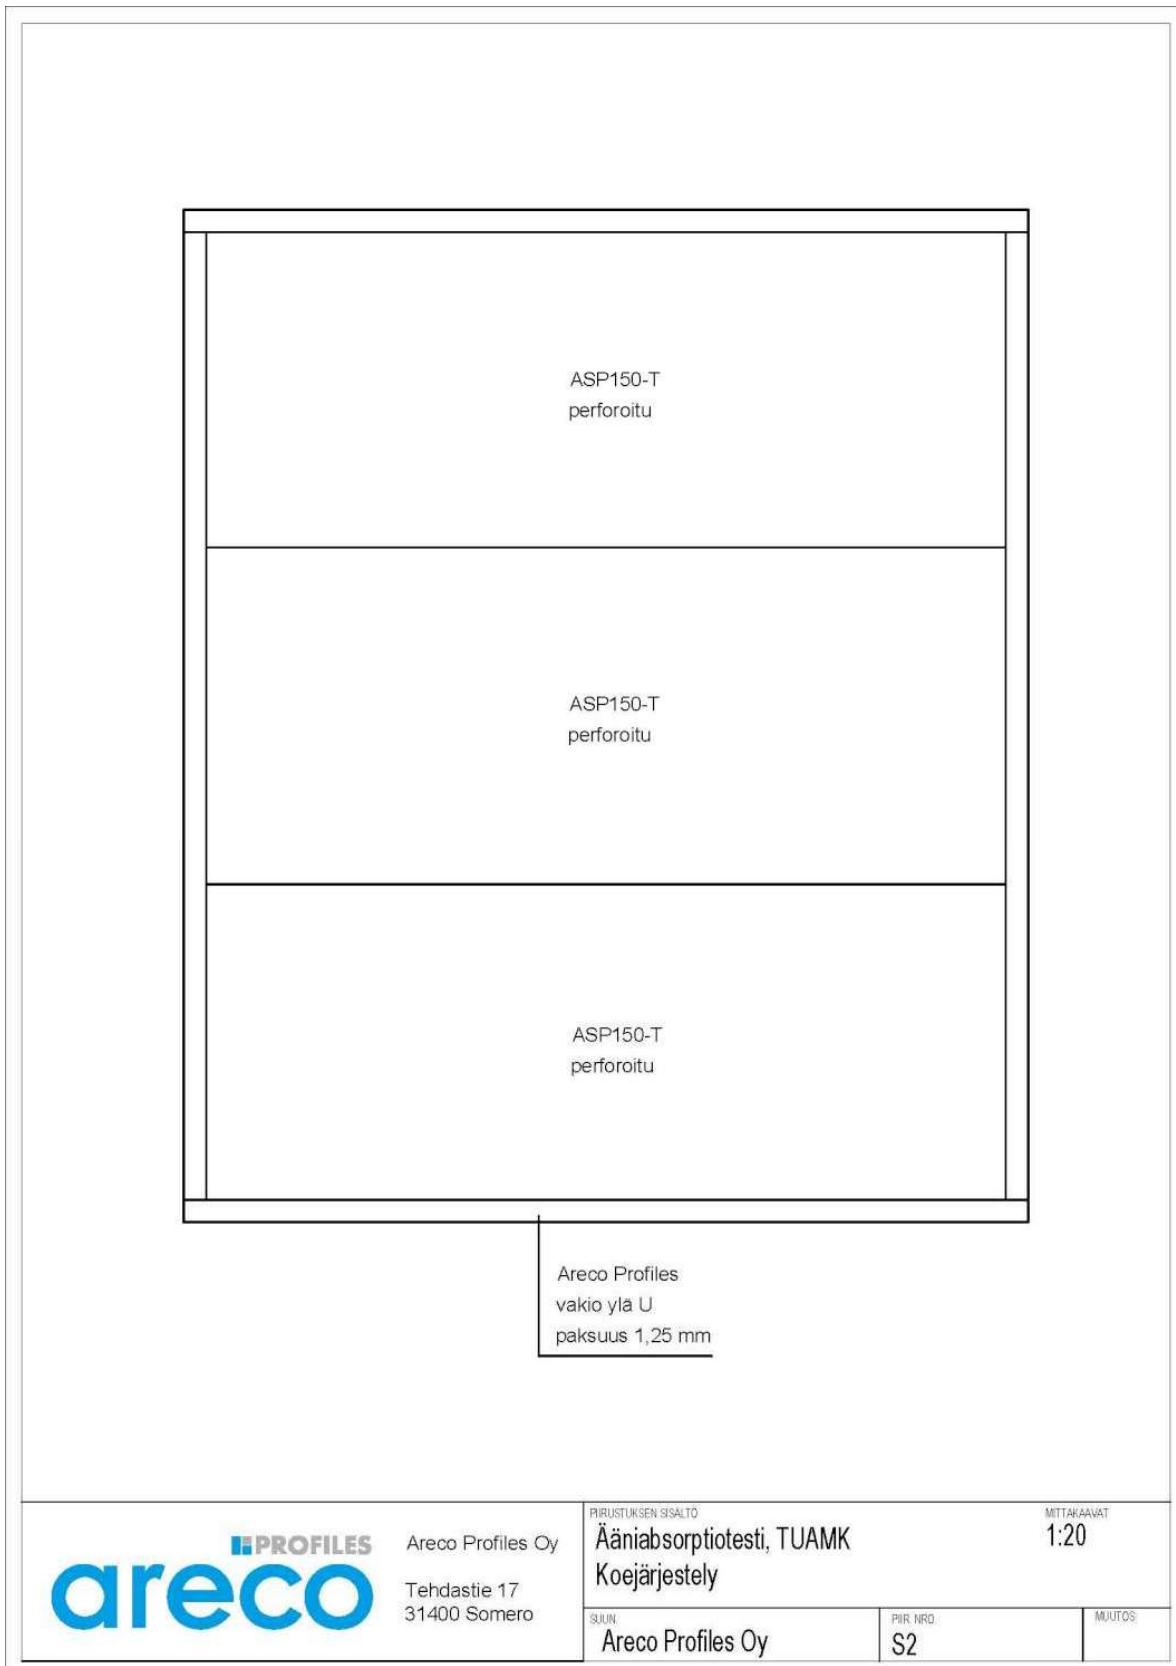 ASP150-T
perforoitu
ASP150-T
perforoitu
ASP150-T
perforoitu
Areco Profiles
vakio ylä U
paksuus 1,25 mm
PROFILES
areco
Areco Profiles Oy
Tehdastie 17
31400 Somero
PIIRUSTUKSEN SISÄLTÖ
Ääniabsorptiotesti, TUAMK
Koejärjestely
MITTAKAAVAT
1:20
SUUN.
Areco Profiles Oy
PIIR. NRO.
S2
MUUTOS